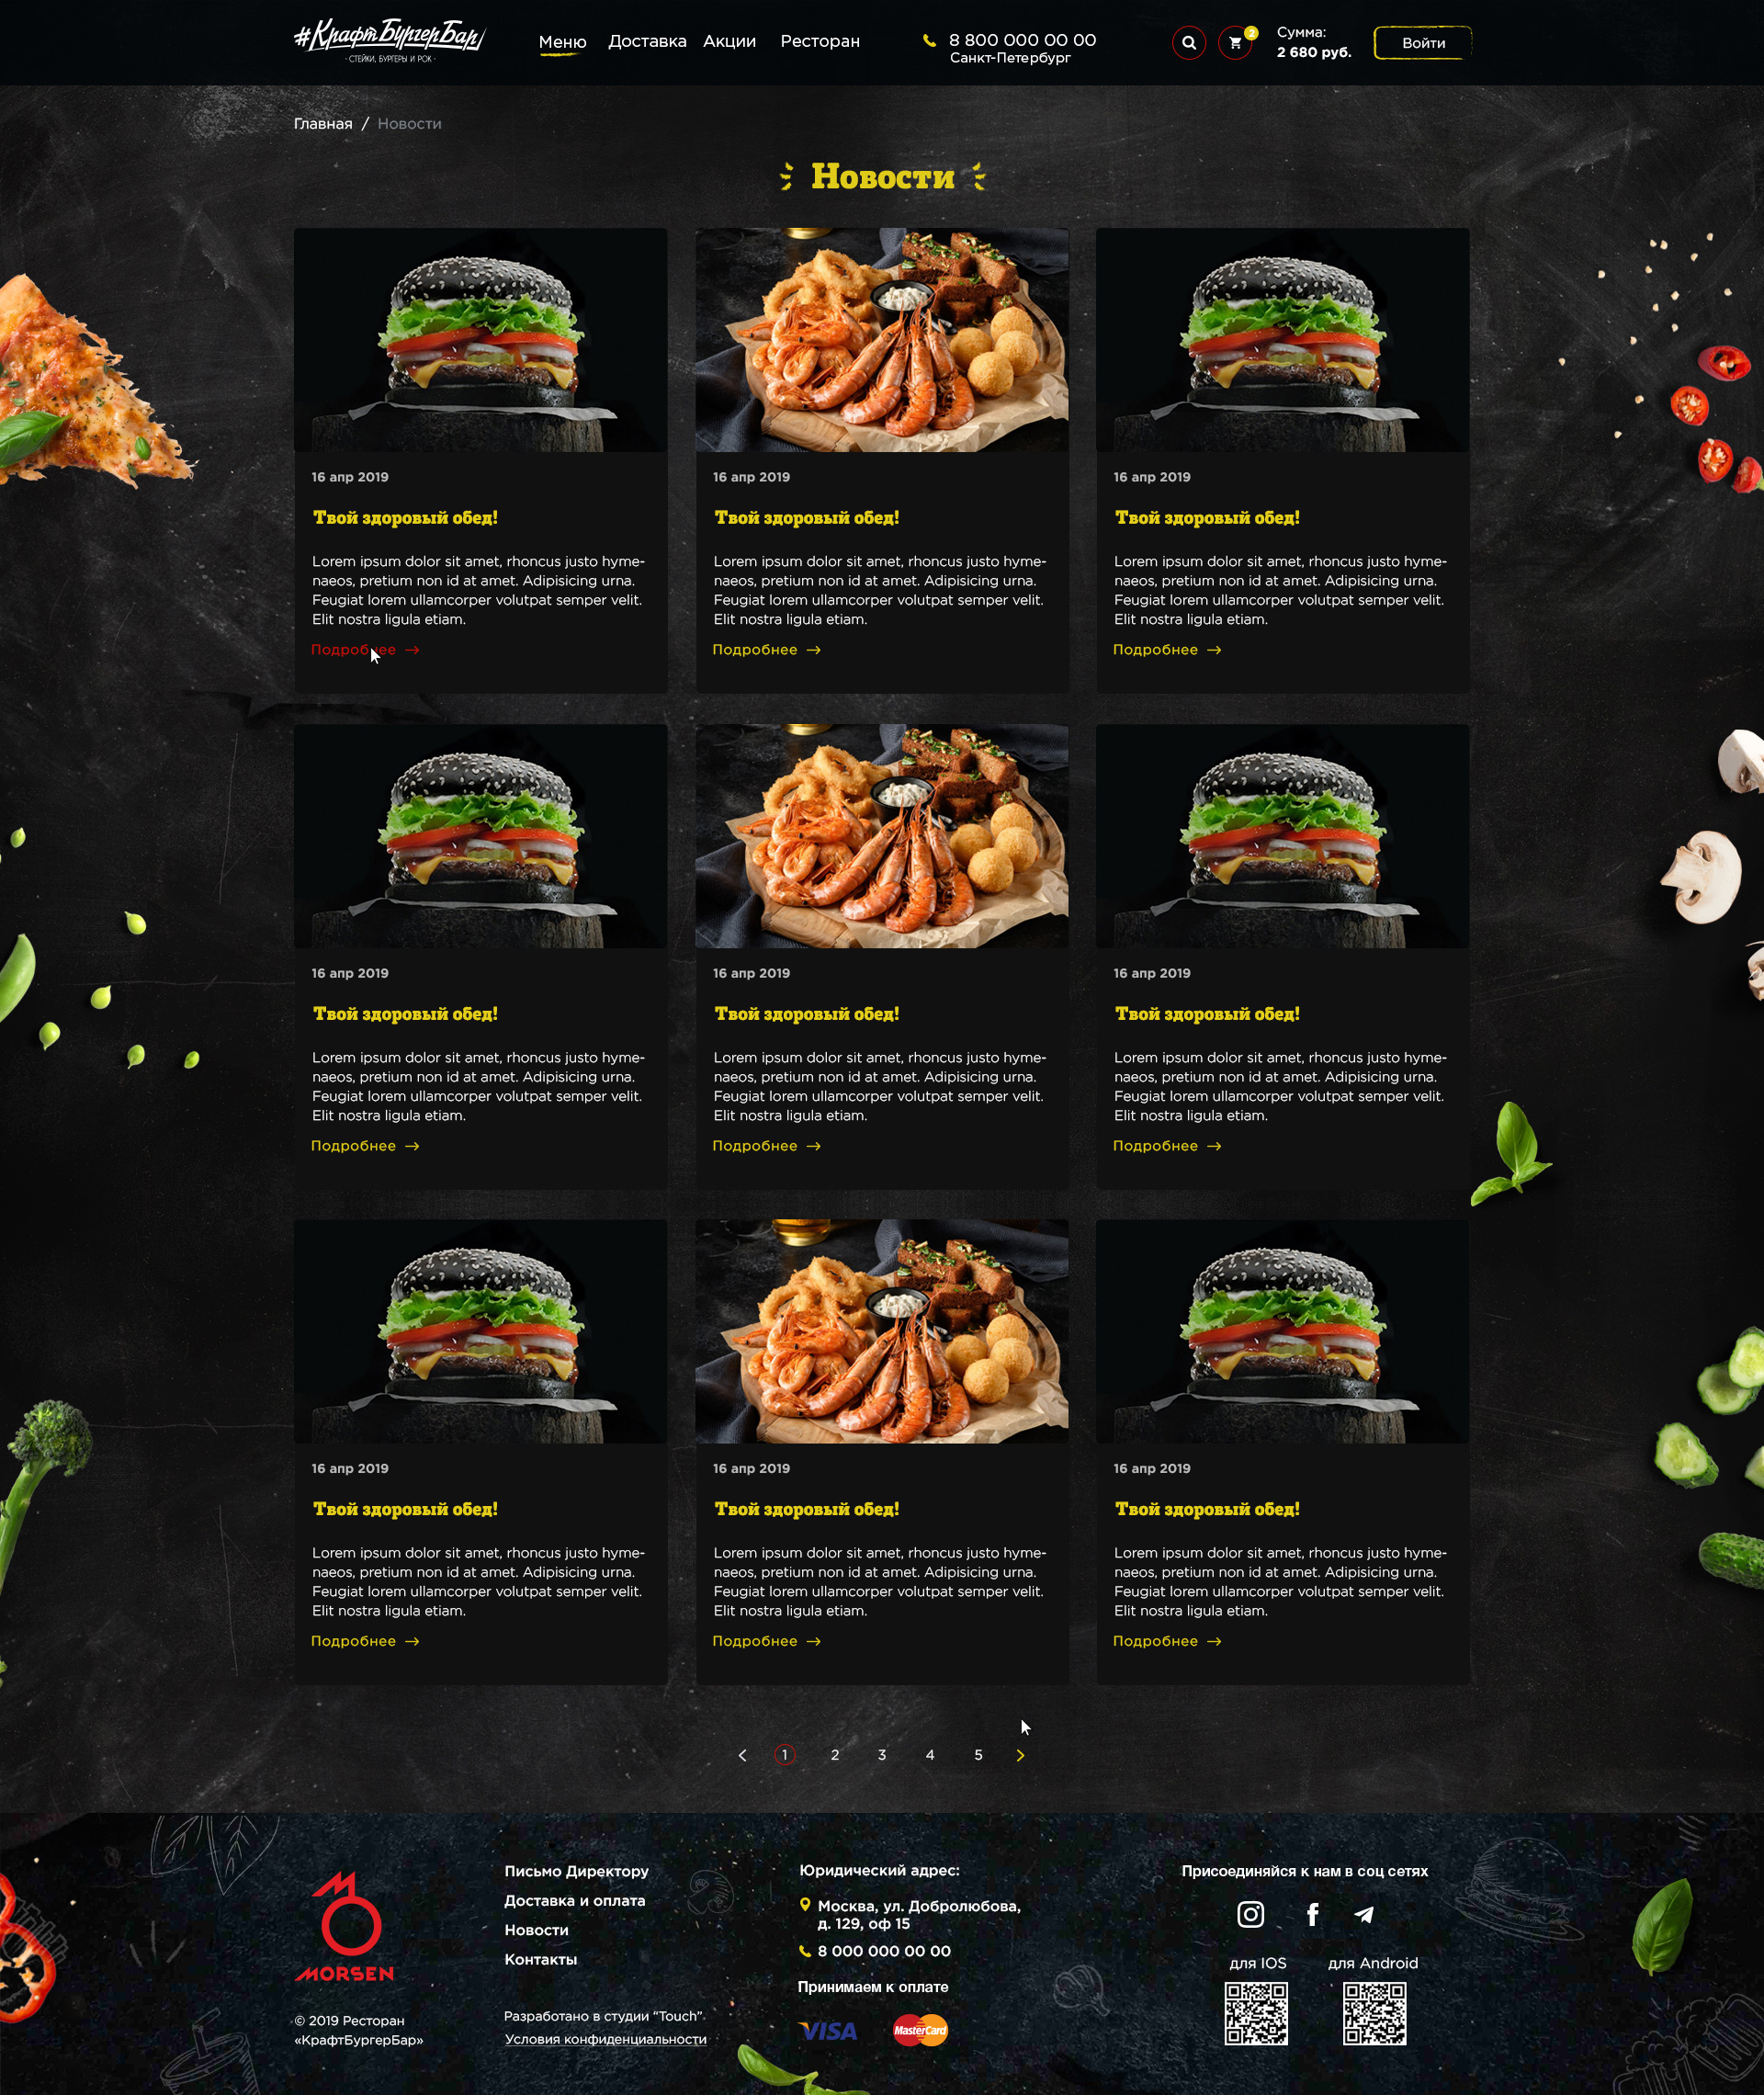 #КрафтБургерБар
· СТЕЙКИ, БУРГЕРЫ И РОК ·
Меню Доставка Акции Ресторан
8 800 000 00 00
Санкт-Петербург
2
Сумма:
2 680 руб.
Войти
Главная / Новости
Новости
16 апр 2019
Твой здоровый обед!
Lorem ipsum dolor sit amet, rhoncus justo hyme-
naeos, pretium non id at amet. Adipisicing urna.
Feugiat lorem ullamcorper volutpat semper velit.
Elit nostra ligula etiam.
Подробнее →
16 апр 2019
Твой здоровый обед!
Lorem ipsum dolor sit amet, rhoncus justo hyme-
naeos, pretium non id at amet. Adipisicing urna.
Feugiat lorem ullamcorper volutpat semper velit.
Elit nostra ligula etiam.
Подробнее →
16 апр 2019
Твой здоровый обед!
Lorem ipsum dolor sit amet, rhoncus justo hyme-
naeos, pretium non id at amet. Adipisicing urna.
Feugiat lorem ullamcorper volutpat semper velit.
Elit nostra ligula etiam.
Подробнее →
16 апр 2019
Твой здоровый обед!
Lorem ipsum dolor sit amet, rhoncus justo hyme-
naeos, pretium non id at amet. Adipisicing urna.
Feugiat lorem ullamcorper volutpat semper velit.
Elit nostra ligula etiam.
Подробнее →
16 апр 2019
Твой здоровый обед!
Lorem ipsum dolor sit amet, rhoncus justo hyme-
naeos, pretium non id at amet. Adipisicing urna.
Feugiat lorem ullamcorper volutpat semper velit.
Elit nostra ligula etiam.
Подробнее →
16 апр 2019
Твой здоровый обед!
Lorem ipsum dolor sit amet, rhoncus justo hyme-
naeos, pretium non id at amet. Adipisicing urna.
Feugiat lorem ullamcorper volutpat semper velit.
Elit nostra ligula etiam.
Подробнее →
16 апр 2019
Твой здоровый обед!
Lorem ipsum dolor sit amet, rhoncus justo hyme-
naeos, pretium non id at amet. Adipisicing urna.
Feugiat lorem ullamcorper volutpat semper velit.
Elit nostra ligula etiam.
Подробнее →
16 апр 2019
Твой здоровый обед!
Lorem ipsum dolor sit amet, rhoncus justo hyme-
naeos, pretium non id at amet. Adipisicing urna.
Feugiat lorem ullamcorper volutpat semper velit.
Elit nostra ligula etiam.
Подробнее →
16 апр 2019
Твой здоровый обед!
Lorem ipsum dolor sit amet, rhoncus justo hyme-
naeos, pretium non id at amet. Adipisicing urna.
Feugiat lorem ullamcorper volutpat semper velit.
Elit nostra ligula etiam.
Подробнее →
1 2 3 4 5
MORSEN
© 2019 Ресторан
«КрафтБургерБар»
Письмо Директору
Доставка и оплата
Новости
Контакты
Разработано в студии “Touch”
Условия конфиденциальности
Юридический адрес:
Москва, ул. Добролюбова,
д. 129, оф 15
8 000 000 00 00
Принимаем к оплате
VISA
MasterCard
Присоединяйся к нам в соц сетях
для IOS
для Android